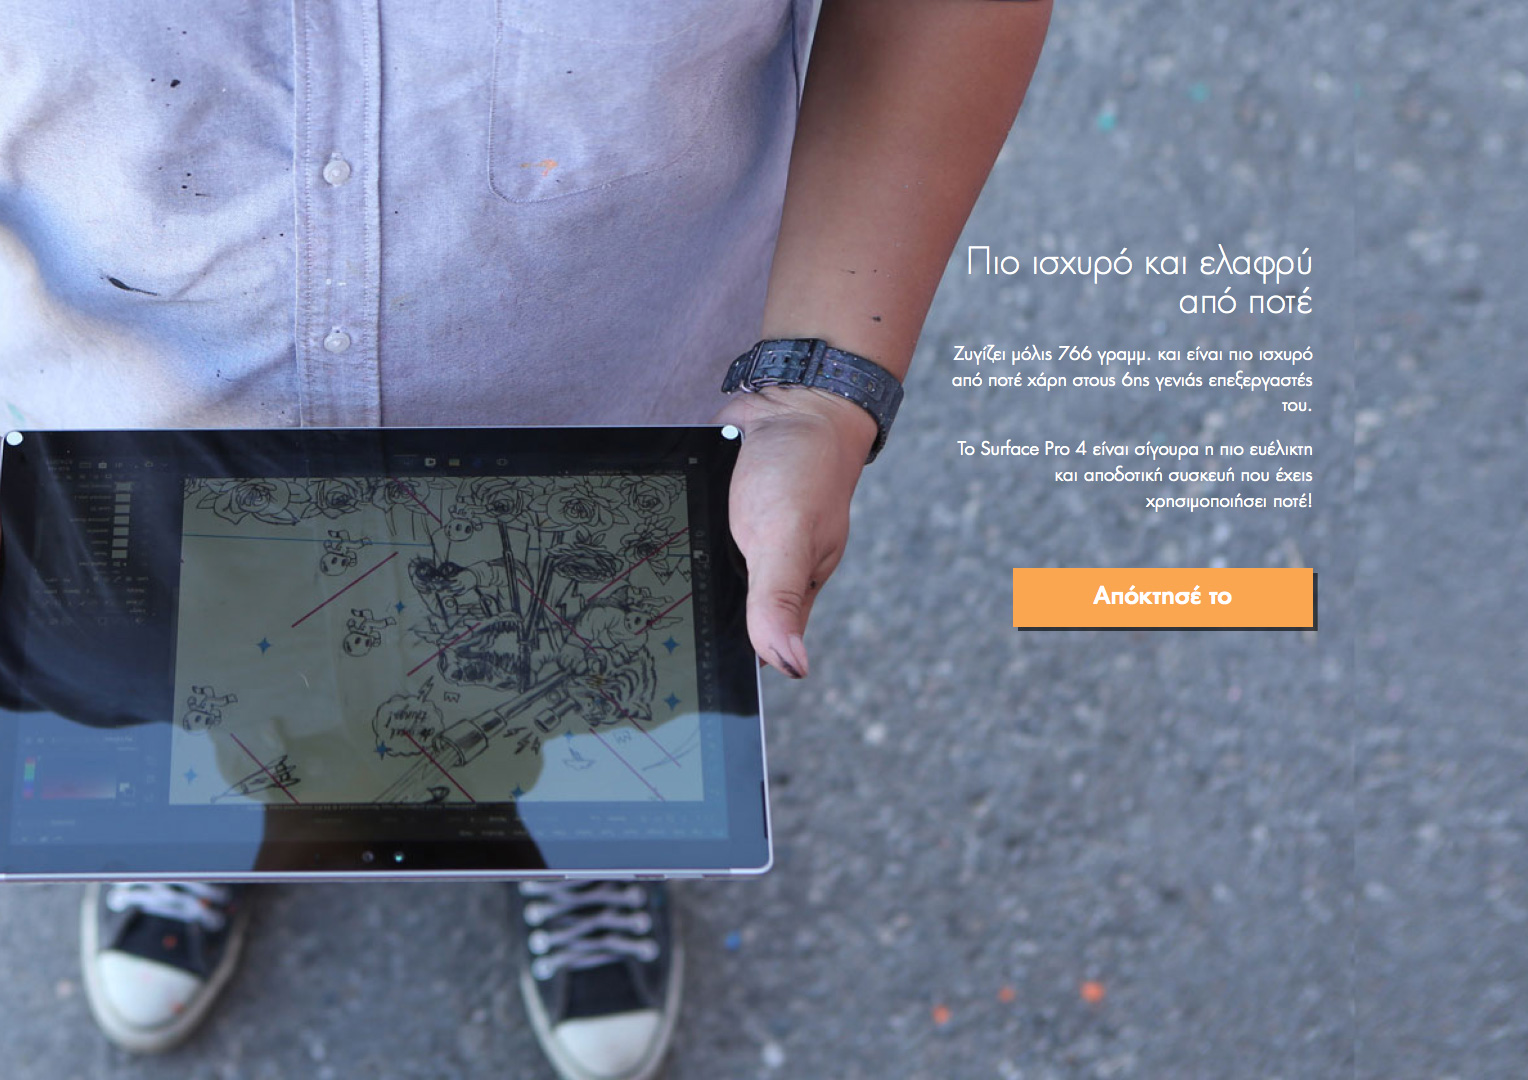 Πιο ισχυρό και ελαφρύ
από ποτέ
Ζυγίζει μόλις 766 γραμμ. και είναι πιο ισχυρό
από ποτέ χάρη στους 6ης γενιάς επεξεργαστές
του.
Το Surface Pro 4 είναι σίγουρα η πιο ευέλικτη
και αποδοτική συσκευή που έχεις
χρησιμοποιήσει ποτέ!
Απόκτησέ το